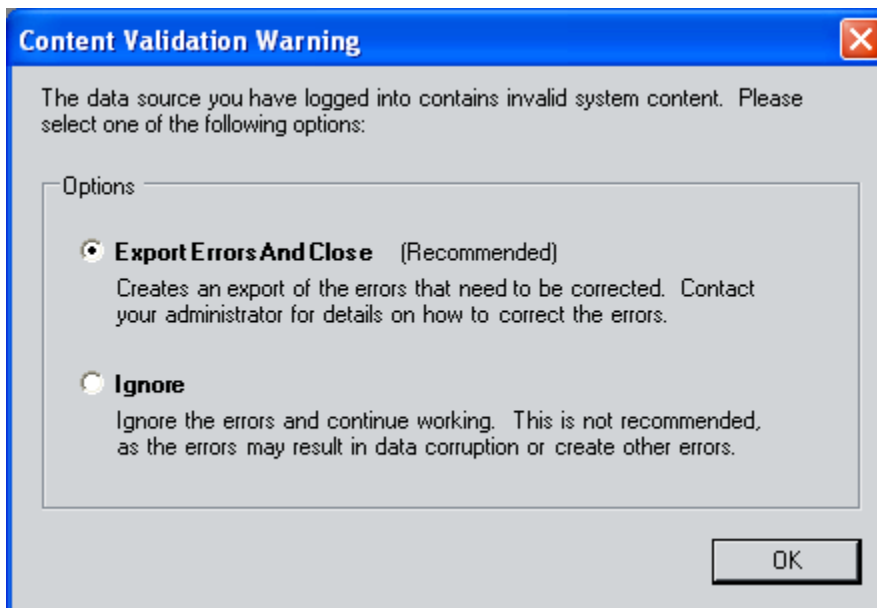 Content Validation Warning
The data source you have logged into contains invalid system content.  Please
select one of the following options:
Options
Export Errors And Close    (Recommended)
Creates an export of the errors that need to be corrected.  Contact
your administrator for details on how to correct the errors.
Ignore
Ignore the errors and continue working.  This is not recommended,
as the errors may result in data corruption or create other errors.
OK